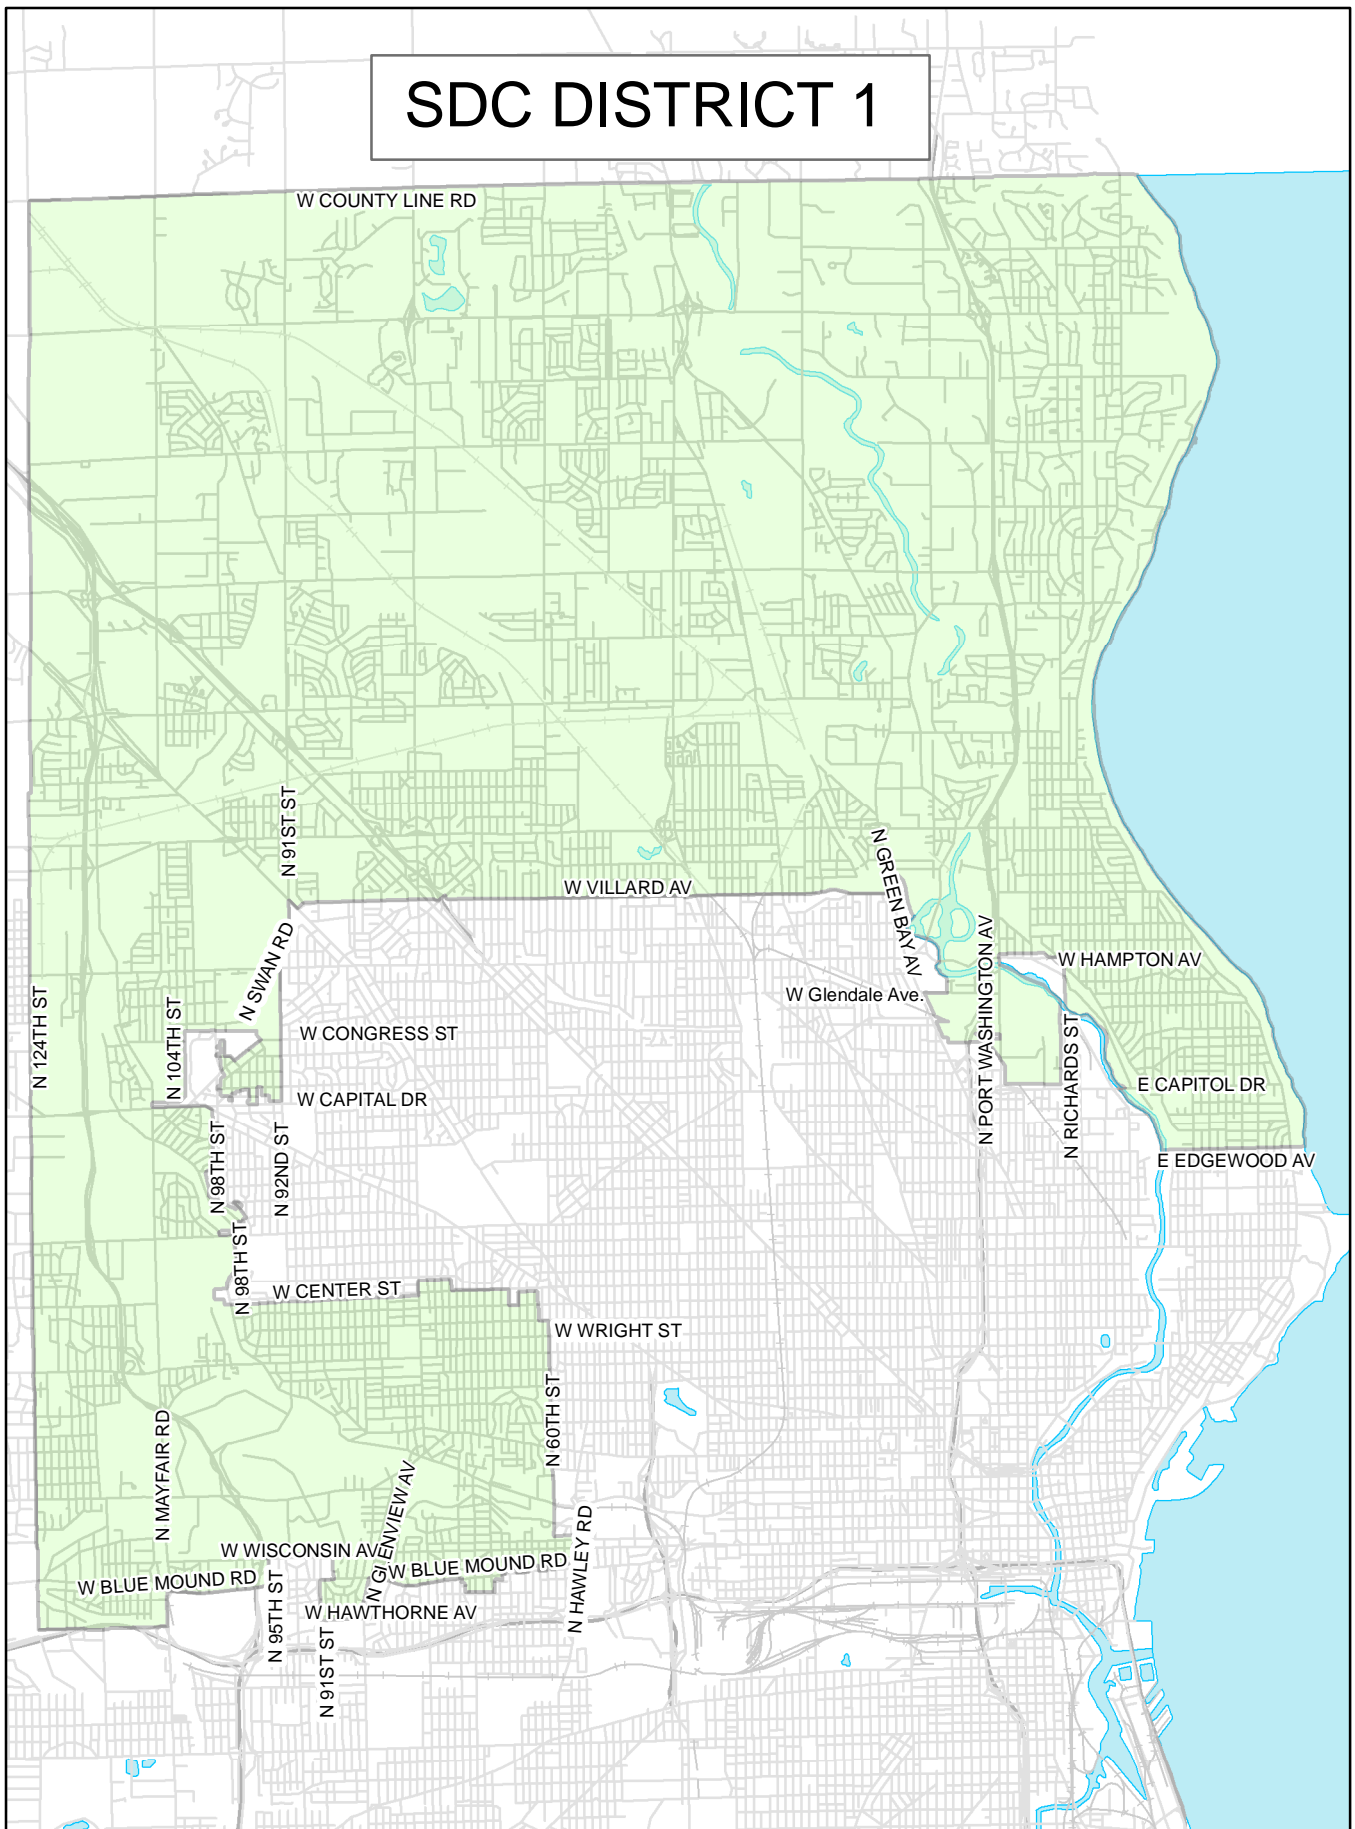 SDC DISTRICT 1
W COUNTY LINE RD
N 91ST ST
W VILLARD AV
N GREEN BAY AV
N SWAN RD
N PORT WASHINGTON AV
W HAMPTON AV
W Glendale Ave.
N 124TH ST
N 104TH ST
W CONGRESS ST
N RICHARDS ST
E CAPITOL DR
W CAPITAL DR
N 98TH ST
N 92ND ST
E EDGEWOOD AV
N 98TH ST
W CENTER ST
W WRIGHT ST
N 60TH ST
N MAYFAIR RD
N GLENVIEW AV
W WISCONSIN AV
W BLUE MOUND RD
W BLUE MOUND RD
N HAWLEY RD
N 95TH ST
W HAWTHORNE AV
N 91ST ST